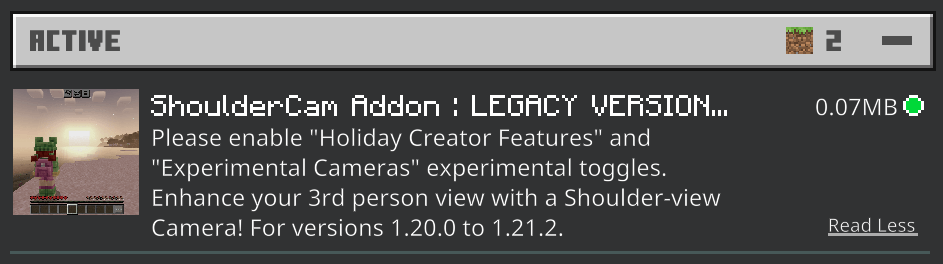 ACTIVE 2
ShoulderCam Addon : LEGACY VERSION... 0.07MB
Please enable "Holiday Creator Features" and
"Experimental Cameras" experimental toggles.
Enhance your 3rd person view with a Shoulder-view
Camera! For versions 1.20.0 to 1.21.2.
Read Less